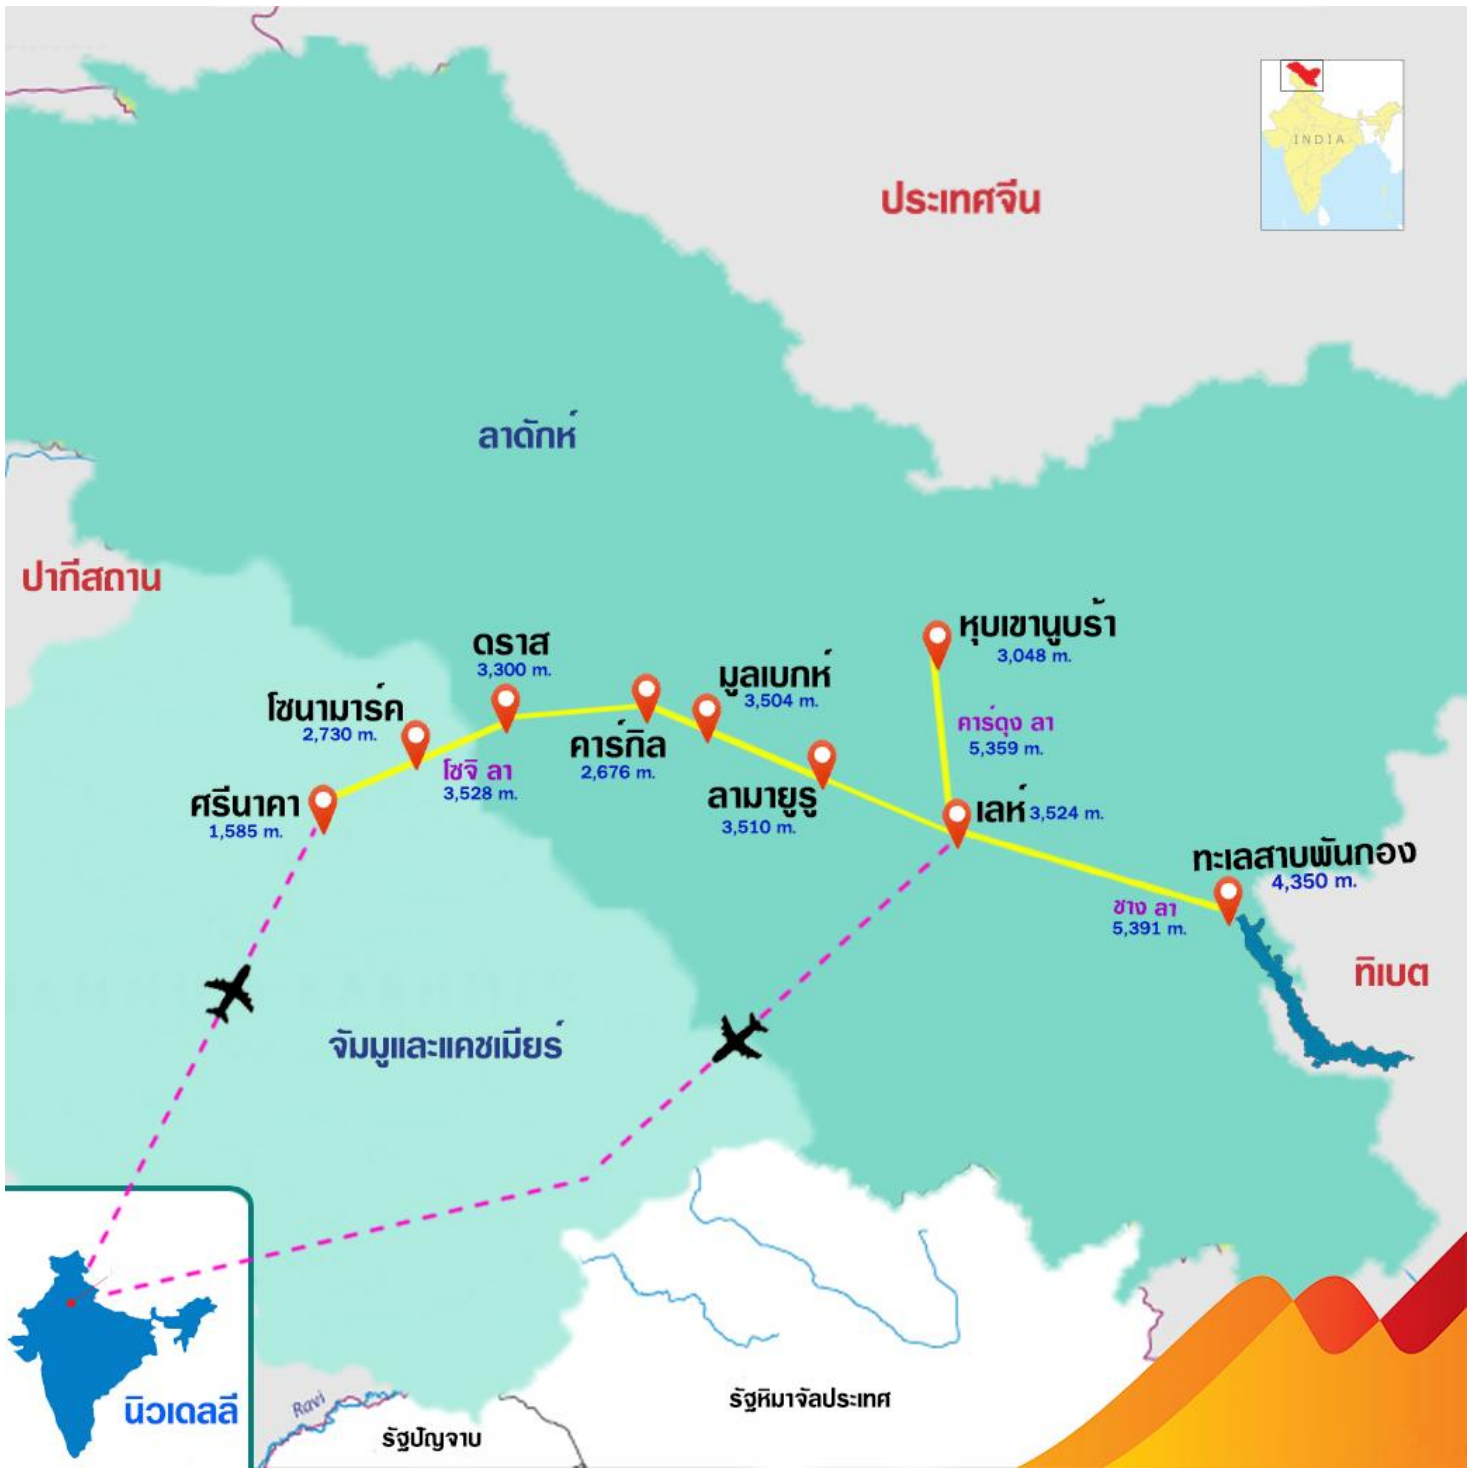 INDIA
ประเทศจีน
ลาดักห์
ปากีสถาน
หุบเขานูบร้า
3,048 m.
ดราส
3,300 m.
มูลเบกห์
3,504 m.
โซนามาร์ค
2,730 m.
คาร์ดุง ลา
5,359 m.
คาร์กิล
2,676 m.
โซจิ ลา
3,528 m.
ศรีนาคา
1,585 m.
ลามายูรู
3,510 m.
เลห์ 3,524 m.
ทะเลสาบพันกอง
4,350 m.
ชาง ลา
5,391 m.
ทิเบต
จัมมูและแคชเมียร์
นิวเดลลี
Ravi
รัฐหิมาจัลประเทศ
รัฐปัญจาบ